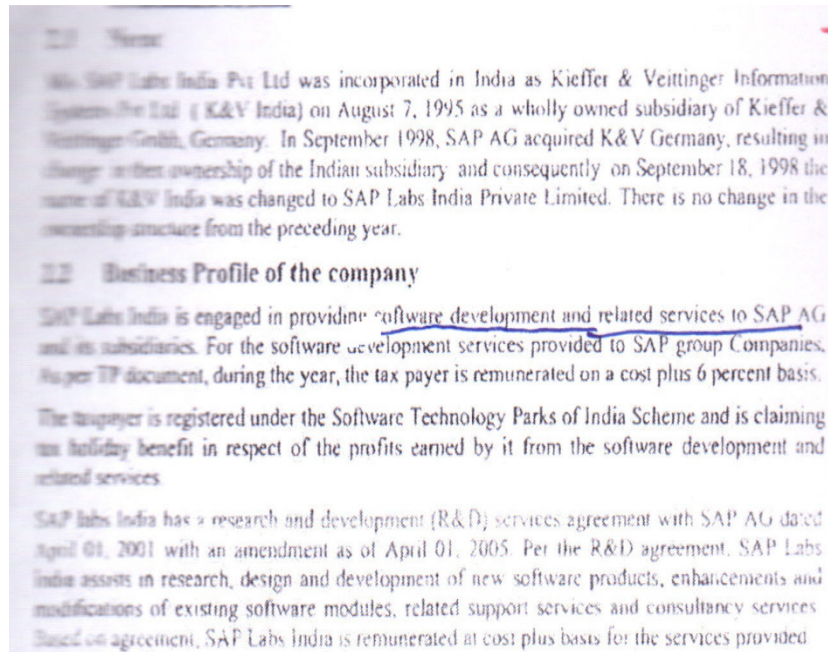 M/s SAP Labs India Pvt Ltd was incorporated in India as Kieffer & Veittinger Information
Systems Pvt Ltd ( K&V India) on August 7, 1995 as a wholly owned subsidiary of Kieffer &
Veittinger Gmbh, Germany. In September 1998, SAP AG acquired K&V Germany, resulting in
change in ownership of the Indian subsidiary and consequently on September 18, 1998 the
name of K&V India was changed to SAP Labs India Private Limited. There is no change in the
ownership structure from the preceding year.
2.2 Business Profile of the company
SAP Labs India is engaged in providing software development and related services to SAP AG
and its subsidiaries. For the software development services provided to SAP group Companies,
As per TP document, during the year, the tax payer is remunerated on a cost plus 6 percent basis.
The taxpayer is registered under the Software Technology Parks of India Scheme and is claiming
tax holiday benefit in respect of the profits earned by it from the software development and
related services
SAP labs India has a research and development (R&D) services agreement with SAP AG dated
April 01, 2001 with an amendment as of April 01, 2005. Per the R&D agreement, SAP Labs
India assists in research, design and development of new software products, enhancements and
modifications of existing software modules, related support services and consultancy services
Based on agreement, SAP Labs India is remunerated at cost plus basis for the services provided